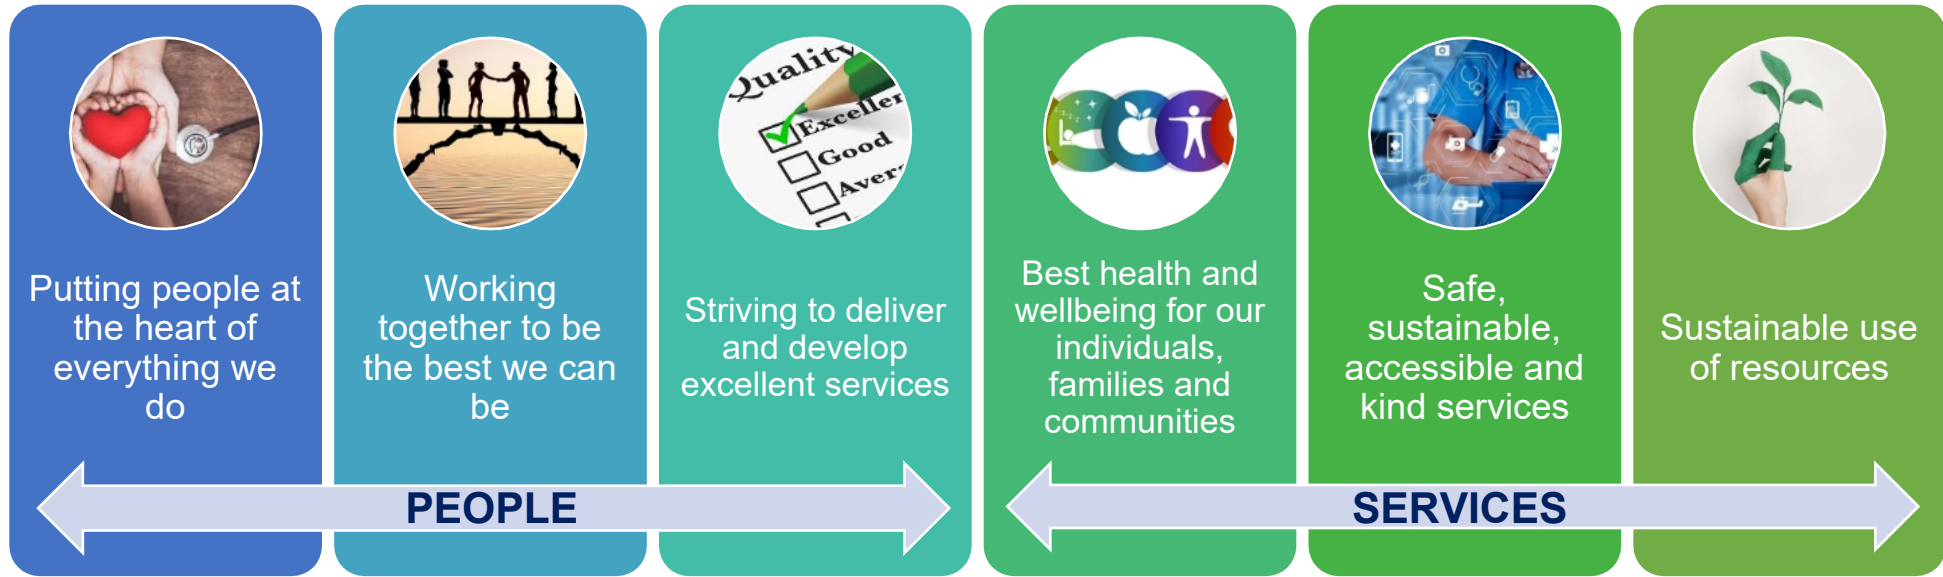 Putting people at
the heart of
everything we
do
Working
together to be
the best we can
be
Quality
Excellen
Good
Aver
Striving to deliver
and develop
excellent services
Best health and
wellbeing for our
individuals,
families and
communities
Safe,
sustainable,
accessible and
kind services
Sustainable use
of resources
PEOPLE
SERVICES